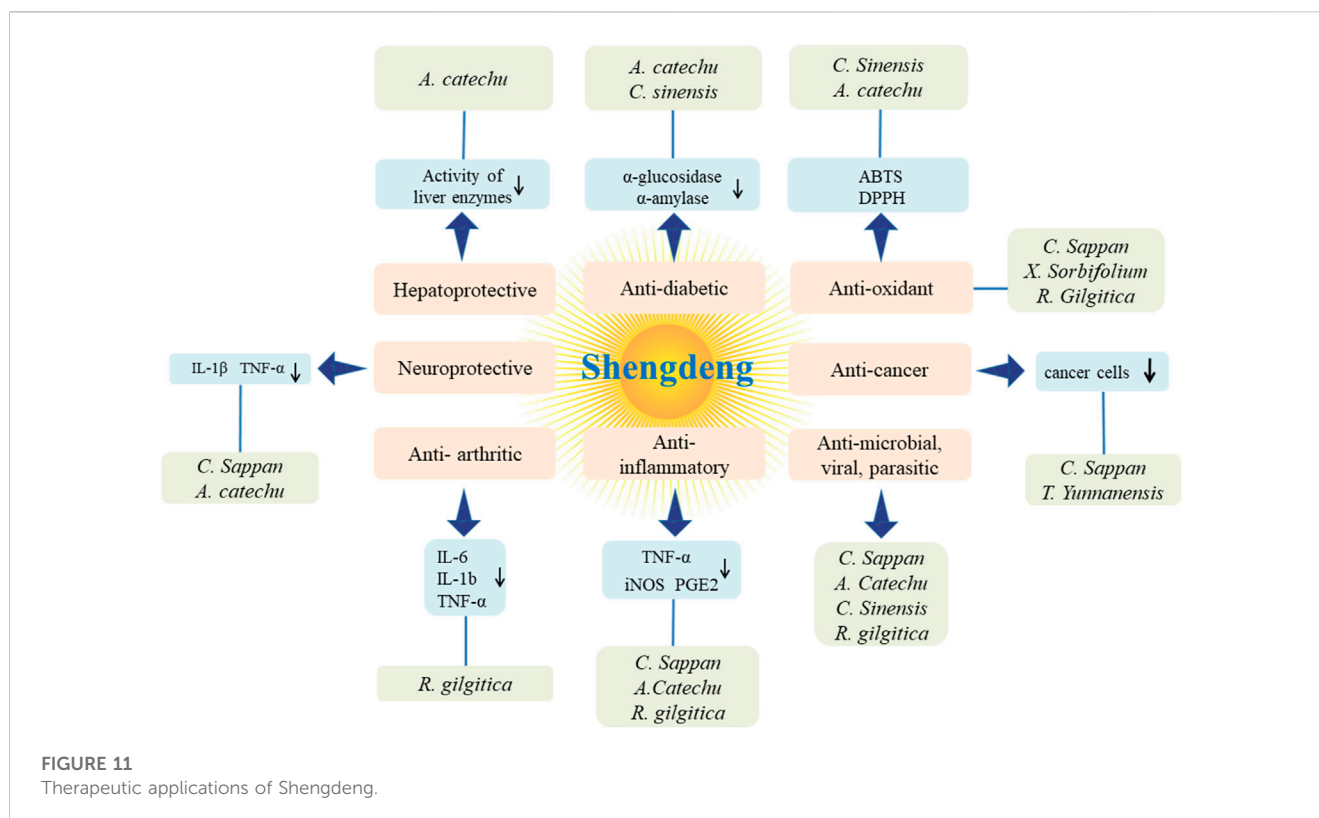 A. catechu
A. catechu
C. sinensis
C. Sinensis
A. catechu
Activity of
liver enzymes ↓
α-glucosidase
α-amylase ↓
ABTS
DPPH
C. Sappan
X. Sorbifolium
R. Gilgitica
Hepatoprotective
Anti-diabetic
Anti-oxidant
IL-1β TNF-α ↓
Neuroprotective
Shengdeng
Anti-cancer
cancer cells ↓
Anti- arthritic
Anti-
inflammatory
Anti-microbial,
viral, parasitic
C. Sappan
A. catechu
C. Sappan
T. Yunnanensis
IL-6
IL-1b ↓
TNF-α
TNF-α ↓
iNOS PGE2
C. Sappan
A. Catechu
C. Sinensis
R. gilgitica
R. gilgitica
C. Sappan
A.Catechu
R. gilgitica
FIGURE 11
Therapeutic applications of Shengdeng.